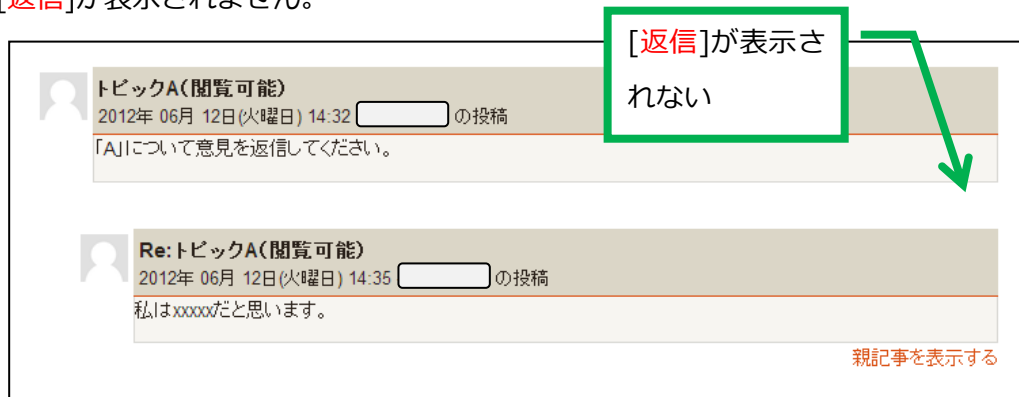 [返信]が表示されません。
[返信]が表示さ
れない
トピックA(閲覧可能)
2012年 06月 12日(火曜日) 14:32 の投稿
「A」について意見を返信してください。
Re:トピックA(閲覧可能)
2012年 06月 12日(火曜日) 14:35 の投稿
私はxxxxxだと思います。
親記事を表示する